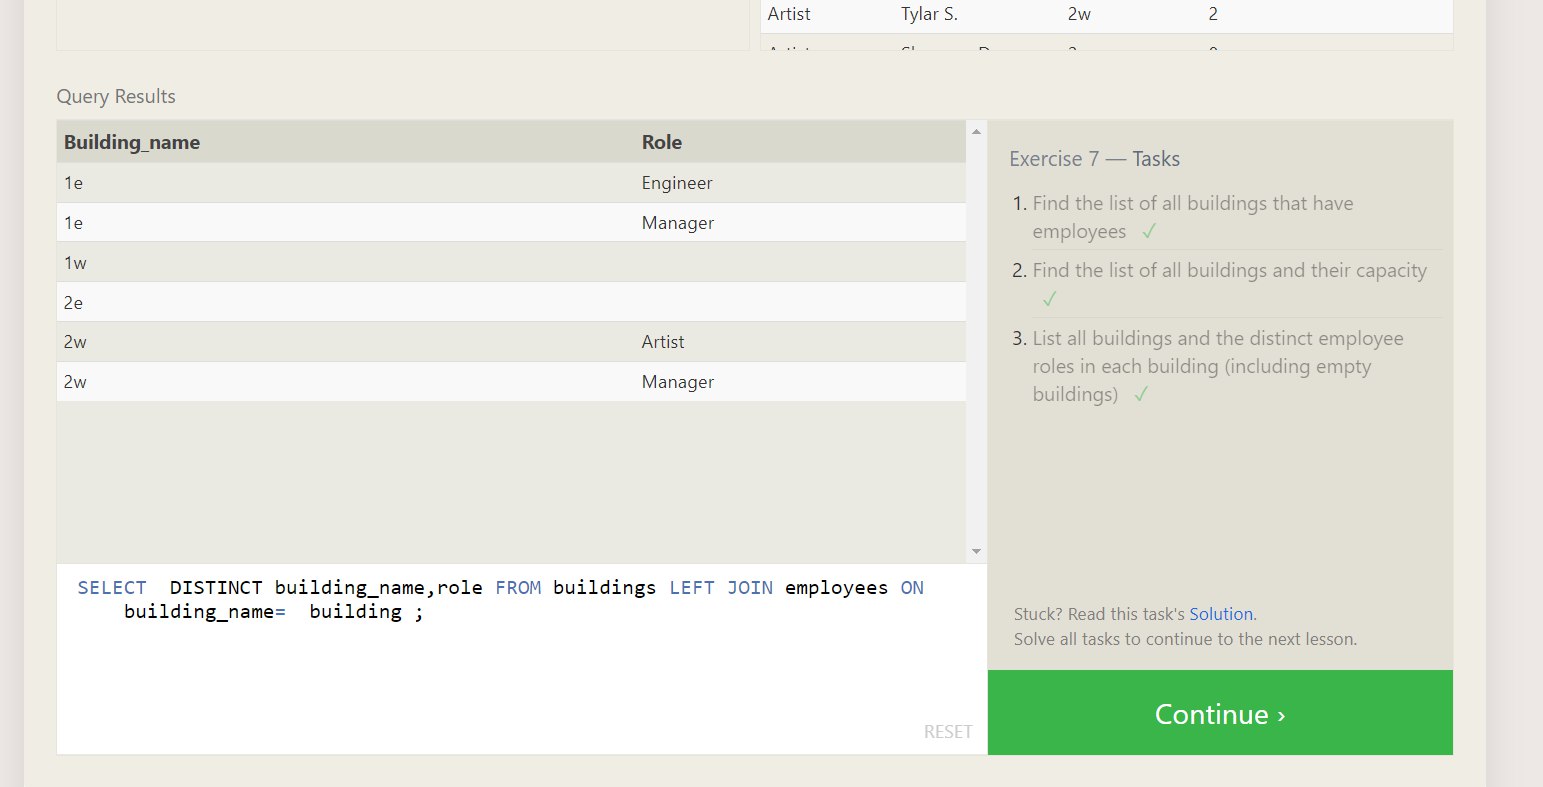 Artist Tylar S. 2w 2
Query Results
Building_name Role
1e Engineer
1e Manager
1w
2e
2w Artist
2w Manager
SELECT  DISTINCT building_name,role FROM buildings LEFT JOIN employees ON
building_name=  building ;
RESET
Exercise 7 — Tasks
1. Find the list of all buildings that have
employees ✓
2. Find the list of all buildings and their capacity
✓
3. List all buildings and the distinct employee
roles in each building (including empty
buildings) ✓
Stuck? Read this task's Solution.
Solve all tasks to continue to the next lesson.
Continue ›